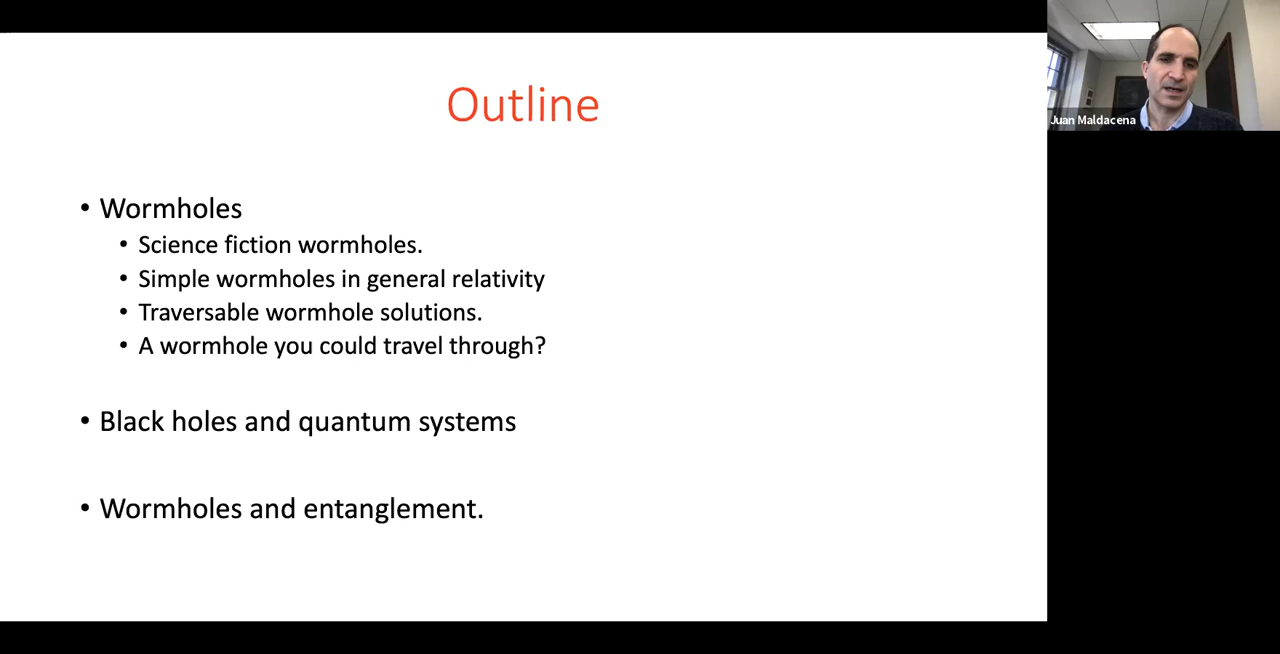 Outline
• Wormholes
• Science fiction wormholes.
• Simple wormholes in general relativity
• Traversable wormhole solutions.
• A wormhole you could travel through?
• Black holes and quantum systems
• Wormholes and entanglement.
Juan Maldacena